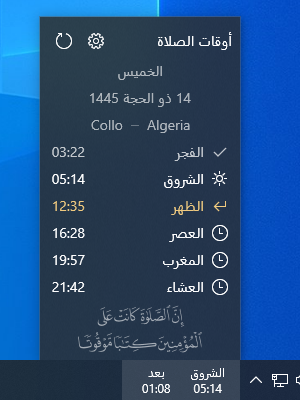 أوقات الصلاة
الخميس
14 ذو الحجة 1445
Collo – Algeria
الفجر 03:22
الشروق 05:14
الظهر 12:35
العصر 16:28
المغرب 19:57
العشاء 21:42
إِنَّ الصَّلَاةَ كَانَتْ عَلَى
الْمُؤْمِنِينَ كِتَابًا مَوْقُوتًا
الشروق بعد
05:14 01:08